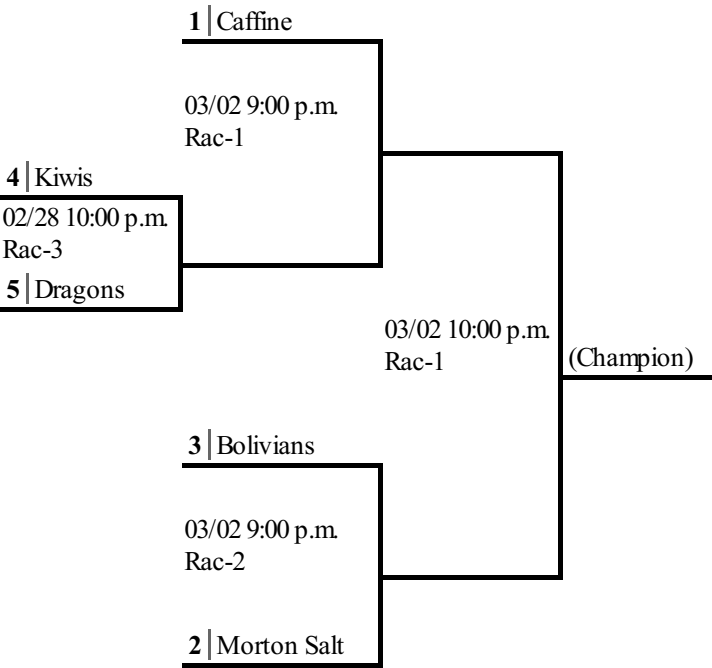 1 Caffine
03/02 9:00 p.m.
Rac-1
4 Kiwis
02/28 10:00 p.m.
Rac-3
5 Dragons
03/02 10:00 p.m.
Rac-1
(Champion)
3 Bolivians
03/02 9:00 p.m.
Rac-2
2 Morton Salt